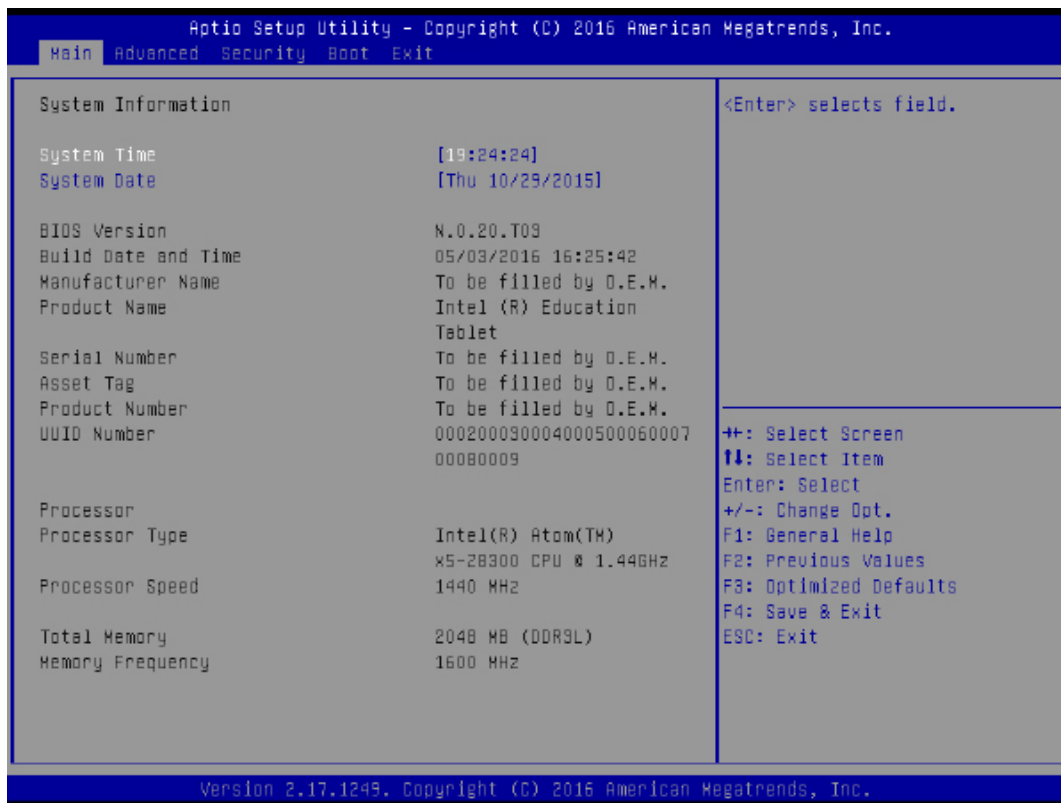 Aptio Setup Utility - Copyright (C) 2016 American Megatrends, Inc.
Main Advanced Security Boot Exit
System Information
System Time [19:24:24]
System Date [Thu 10/29/2015]
BIOS Version N.0.20.T03
Build Date and Time 05/03/2016 16:25:42
Manufacturer Name To be filled by O.E.M.
Product Name Intel (R) Education
Tablet
Serial Number To be filled by O.E.M.
Asset Tag To be filled by O.E.M.
Product Number To be filled by O.E.M.
UUID Number 000200030004000500060007
00080009
Processor
Processor Type Intel(R) Atom(TM)
x5-Z8300 CPU @ 1.44GHz
Processor Speed 1440 MHz
Total Memory 2048 MB (DDR3L)
Memory Frequency 1600 MHz
<Enter> selects field.
→←: Select Screen
↑↓: Select Item
Enter: Select
+/-: Change Opt.
F1: General Help
F2: Previous Values
F3: Optimized Defaults
F4: Save & Exit
ESC: Exit
Version 2.17.1249. Copyright (C) 2016 American Megatrends, Inc.